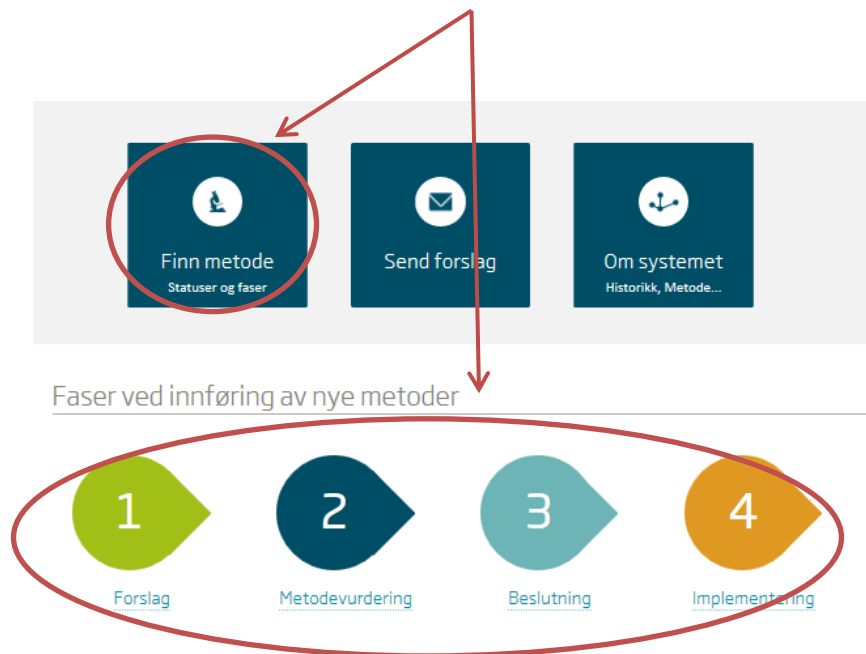 Finn metode
Statuser og faser
Send forslag
Om systemet
Historikk, Metode...
Faser ved innføring av nye metoder
1
2
3
4
Forslag
Metodevurdering
Beslutning
Implementering